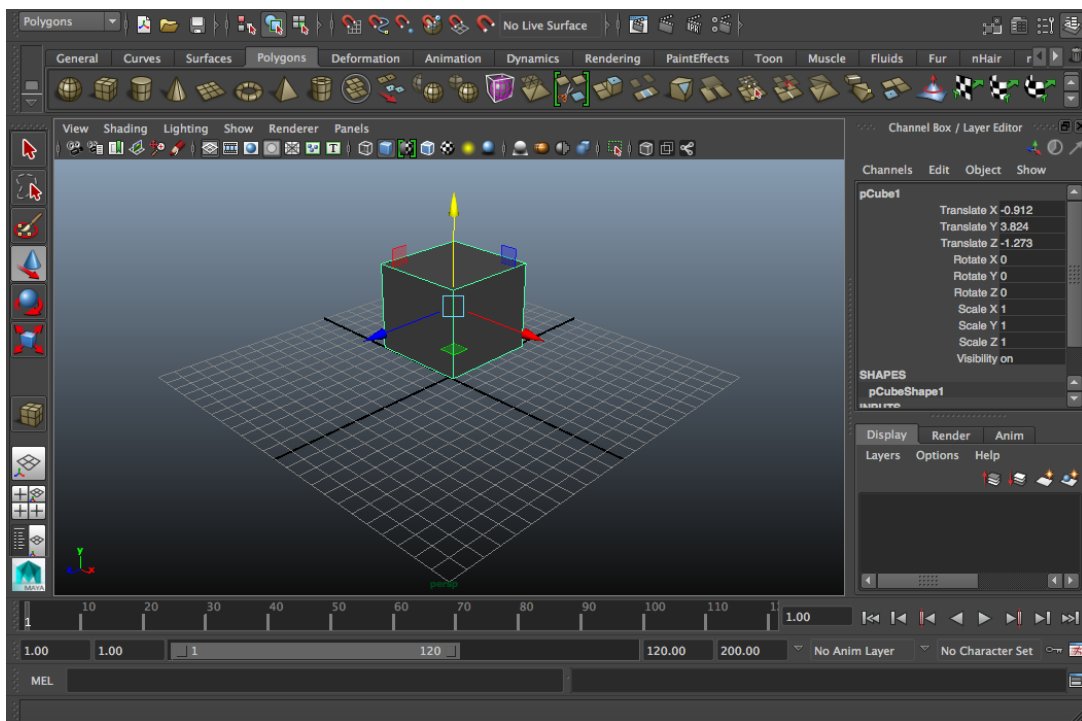 Polygons
No Live Surface
General Curves Surfaces Polygons Deformation Animation Dynamics Rendering PaintEffects Toon Muscle Fluids Fur nHair r
View Shading Lighting Show Renderer Panels
Channel Box / Layer Editor
Channels Edit Object Show
pCube1
Translate X -0.912
Translate Y 3.824
Translate Z -1.273
Rotate X 0
Rotate Y 0
Rotate Z 0
Scale X 1
Scale Y 1
Scale Z 1
Visibility on
SHAPES
pCubeShape1
INPUTS
Display Render Anim
Layers Options Help
y
x
persp
MAYA
1 10 20 30 40 50 60 70 80 90 100 110 1.00
1.00 1.00 1 120 120.00 200.00 No Anim Layer No Character Set
MEL